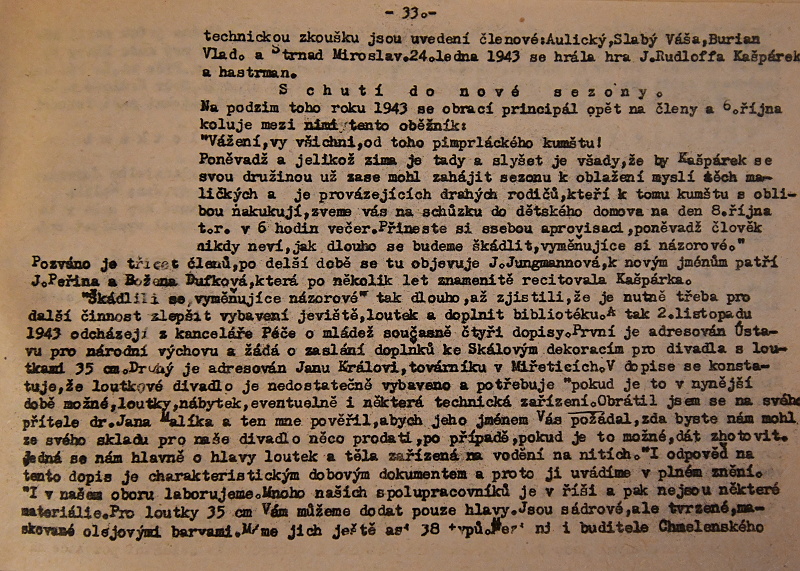 - 33.-
technickou zkoušku jsou uvedení členové:Aulický,Slabý Váša,Burian
Vlad. a Strnad Miroslav.24.ledna 1943 se hrála hra J.Rudloffa Kašpárek
a hastrman.
S c h u t í d o n o v é s e z o n y .
Na podzim toho roku 1943 se obrací principál opět na členy a 6.října
koluje mezi nimi tento oběžník:
"Vážení,vy všichni,od toho pimprláckého kumštu!
Poněvadž a jelikož zima je tady a slyšet je všady,že by Kašpárek se
svou družinou už zase mohl zahájit sezonu k oblažení myslí těch ma-
ličkých a je provázejících drahých rodičů,kteří k tomu kumštu s obli-
bou nakukují,zveme vás na schůzku do dětského domova na den 8.října
t.r. v 6 hodin večer.Přineste si ssebou aprovisaci,poněvadž člověk
nikdy neví,jak dlouho se budeme škádlit,vyměňujíce si názorové."
Pozváno je třicet členů,po delší době se tu objevuje J.Jungmannová,k novým jménům patří
J.Peřina a Božena Dufková,která po několik let znamenitě recitovala Kašpárka.
"Škádlili se,vyměňujíce názorové" tak dlouho,až zjistili,že je nutně třeba pro
další činnost zlepšit vybavení jeviště,loutek a doplnit bibliotéku.A tak 2.listopadu
1943 odcházejí z kanceláře Péče o mládež současně čtyři dopisy.První je adresován Ústa-
vu pro národní výchovu a žádá o zaslání doplňků ke Skálovým dekoracím pro divadla s lou-
tkami 35 cm.Druhý je adresován Janu Královi,továrníku v Miřeticích.V dopise se konsta-
tuje,že loutkové divadlo je nedostatečně vybaveno a potřebuje "pokud je to v nynější
době možné,loutky,nábytek,eventuelně i některá technická zařízení.Obrátil jsem se na svého
přítele dr.Jana Malíka a ten mne pověřil,abych jeho jménem Vás požádal,zda byste nám mohl
ze svého skladu pro naše divadlo něco prodati,po případě,pokud je to možné,dát zhotovit.
Jedná se nám hlavně o hlavy loutek a těla zařízená na vodění na nitích."I odpověď na
tento dopis je charakteristickým dobovým dokumentem a proto ji uvádíme v plném znění.
"I v našem oboru laborujeme.Mnoho našich spolupracovníků je v říši a pak nejsou některé
materiálie.Pro loutky 35 cm Vám můžeme dodat pouze hlavy.Jsou sádrové,ale tvrzené,ma-
skované olejovými barvami.Máme jich ještě asi 38 i buditele Chmelenského